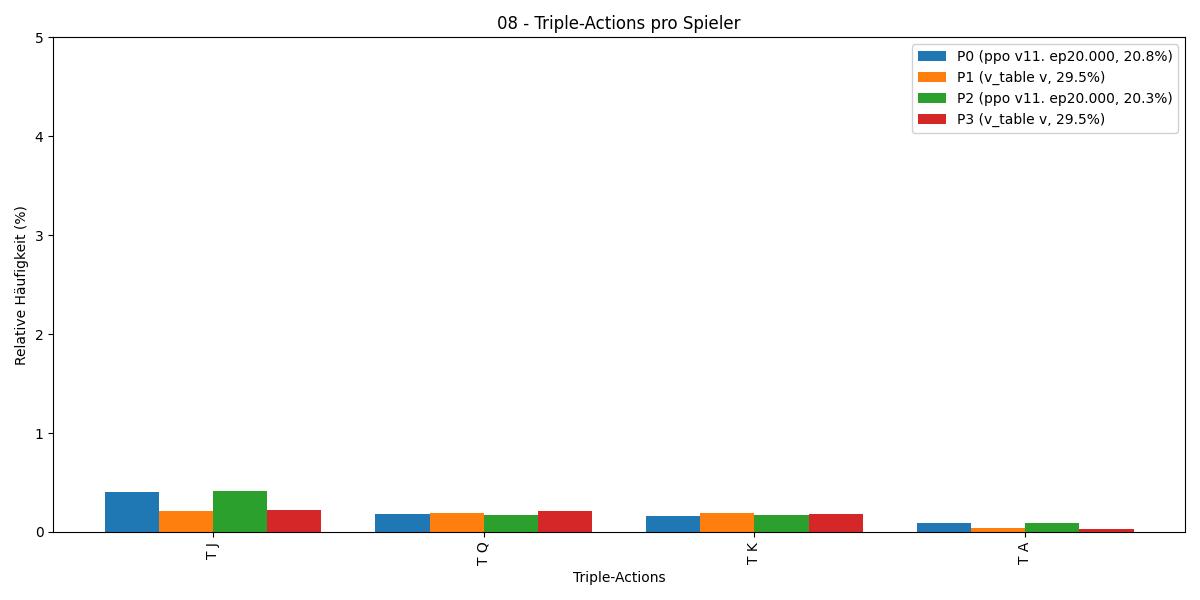 08 - Triple-Actions pro Spieler
P0 (ppo v11. ep20.000, 20.8%)
P1 (v_table v, 29.5%)
P2 (ppo v11. ep20.000, 20.3%)
P3 (v_table v, 29.5%)
Relative Häufigkeit (%)
5
4
3
2
1
0
T J
T Q
T K
T A
Triple-Actions